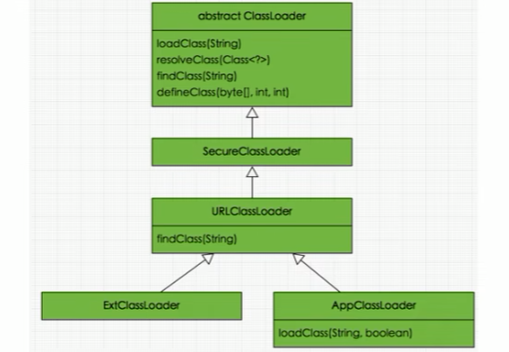 abstract ClassLoader
loadClass(String)
resolveClass(Class<?>)
findClass(String)
defineClass(byte[], int, int)
SecureClassLoader
URLClassLoader
findClass(String)
ExtClassLoader
AppClassLoader
loadClass(String, boolean)